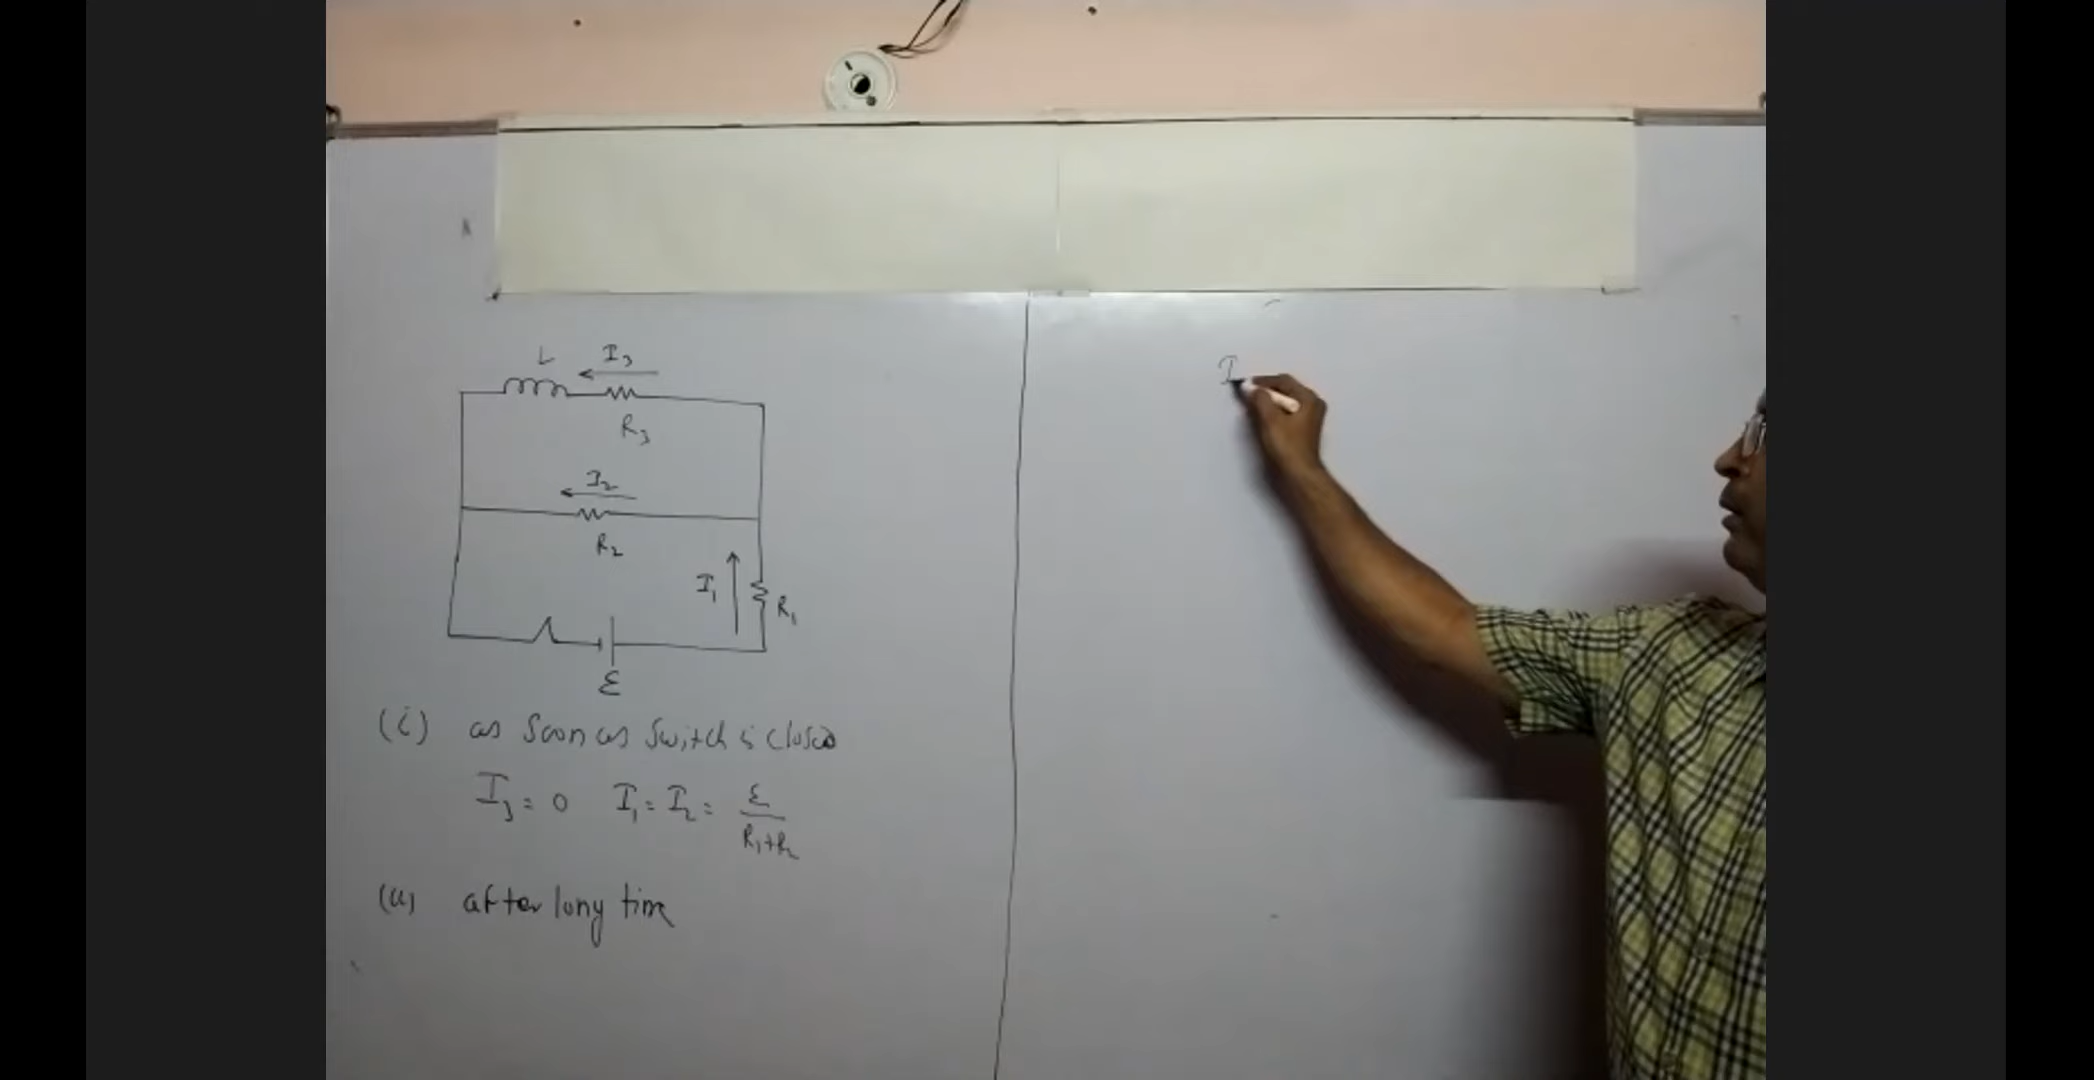 L
I₃
R₃
I₂
R₂
I₁
R₁
ε
(i) as soon as switch is closed
I₃ = 0 I₁ = I₂ = ε / R₁+R₂
(ii) after long time
I